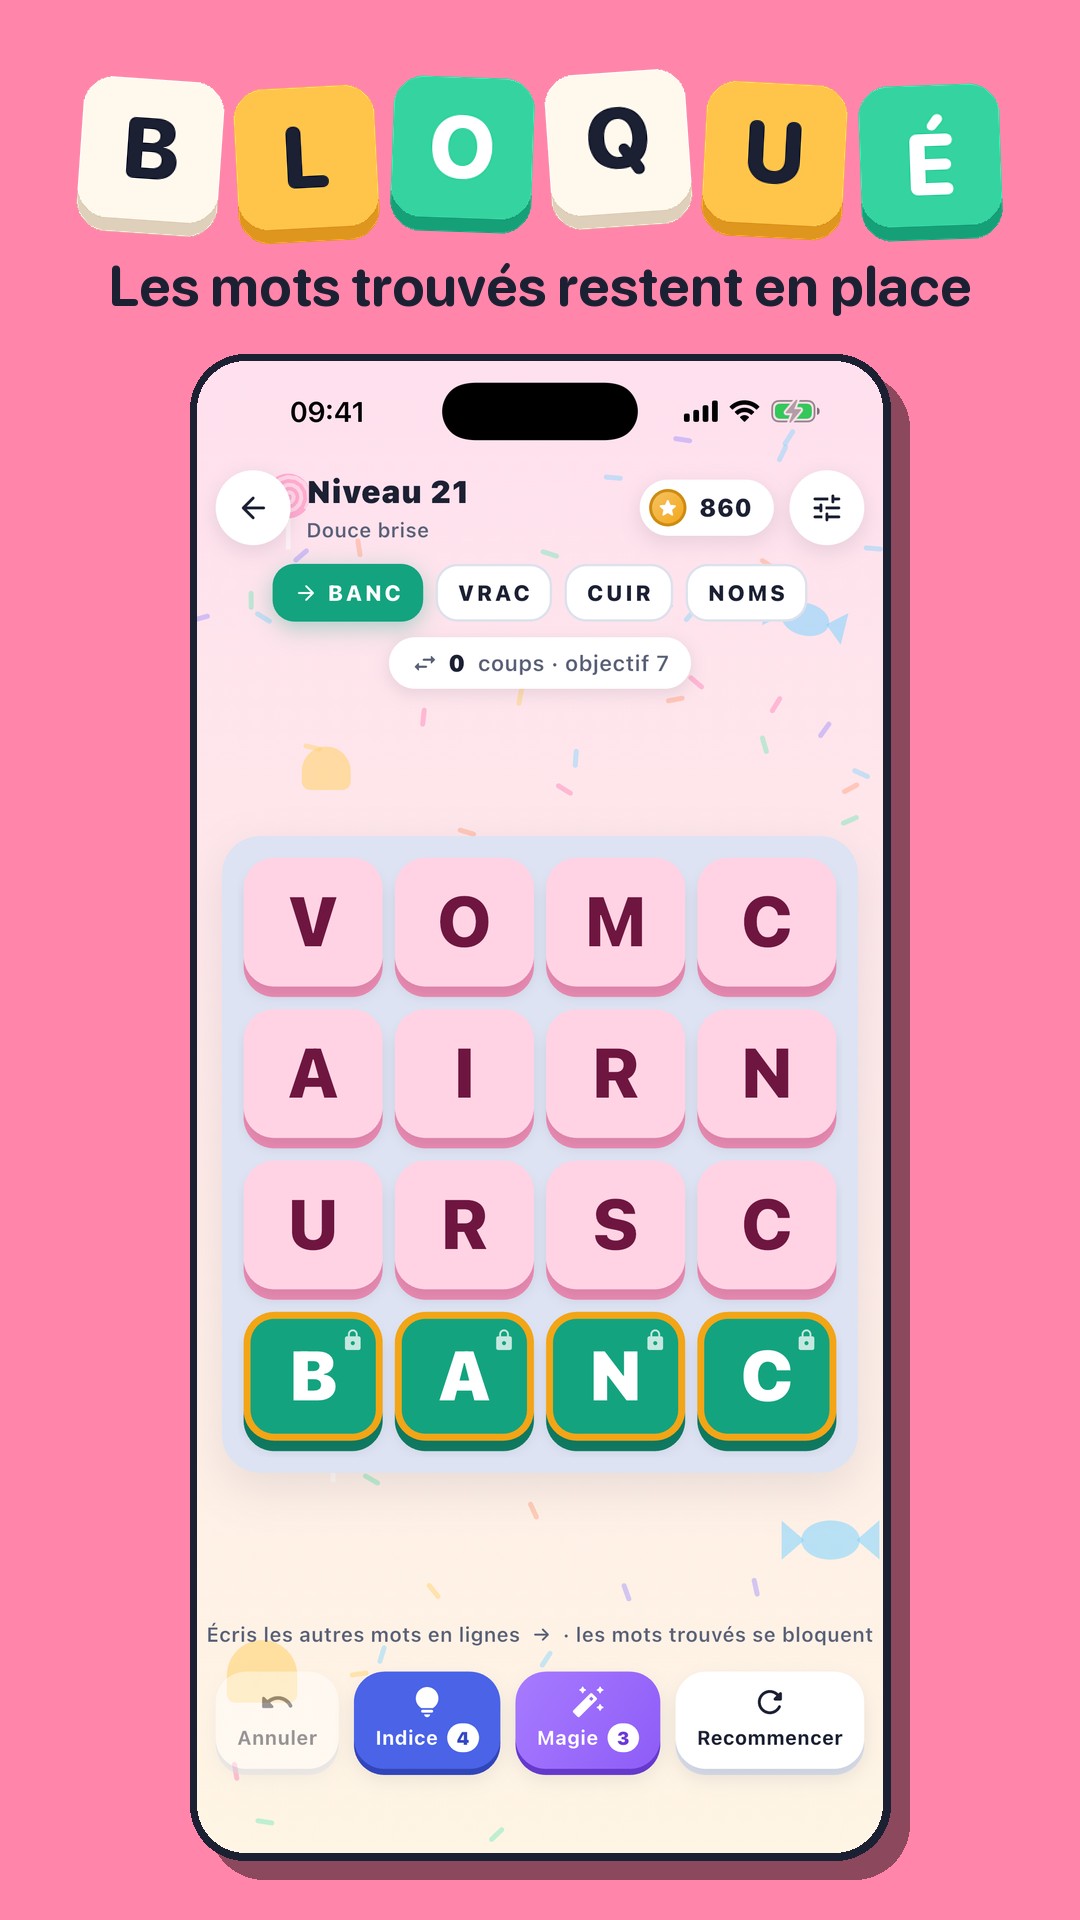 BLOQUÉ
Les mots trouvés restent en place
09:41
Niveau 21
Douce brise
860
→ BANC VRAC CUIR NOMS
0 coups · objectif 7
V O M C
A I R N
U R S C
B A N C
Écris les autres mots en lignes → · les mots trouvés se bloquent
Annuler Indice 4 Magie 3 Recommencer